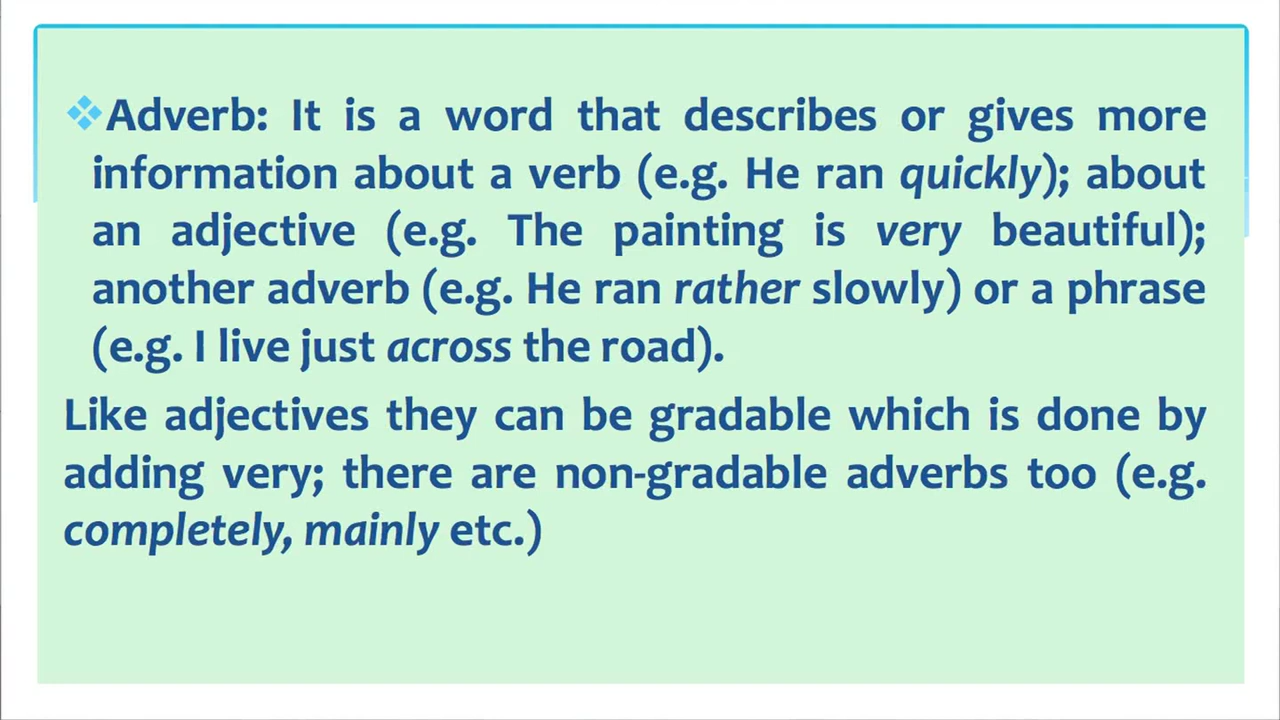 ❖Adverb: It is a word that describes or gives more
information about a verb (e.g. He ran quickly); about
an adjective (e.g. The painting is very beautiful);
another adverb (e.g. He ran rather slowly) or a phrase
(e.g. I live just across the road).
Like adjectives they can be gradable which is done by
adding very; there are non-gradable adverbs too (e.g.
completely, mainly etc.)